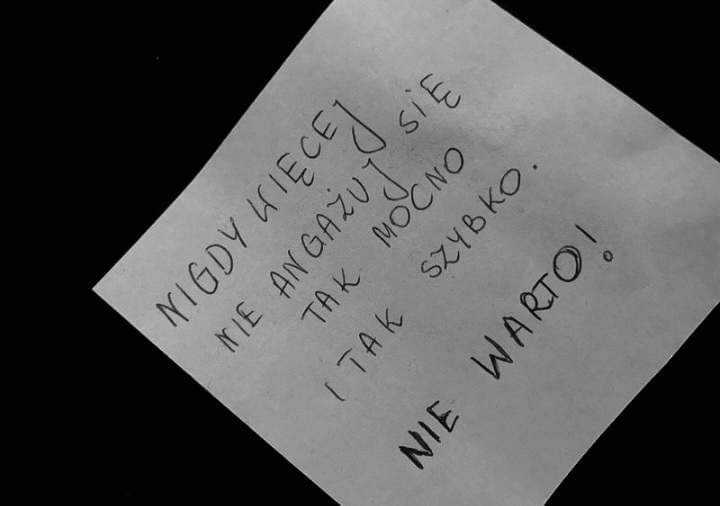 NIGDY WIĘCEJ
NIE ANGAŻUJ SIĘ
TAK MOCNO
I TAK SZYBKO.
NIE WARTO!